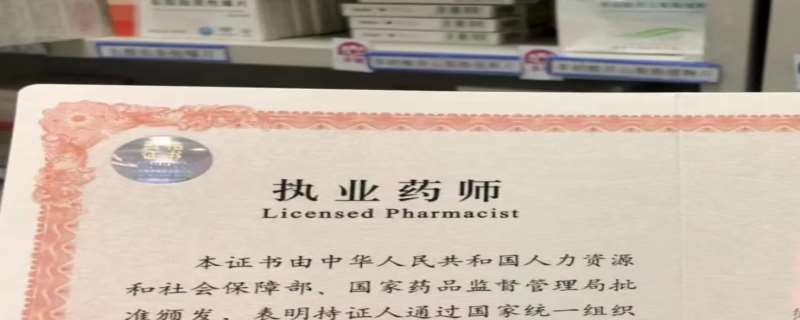 执业药师
Licensed Pharmacist
本证书由中华人民共和国人力资源
和社会保障部、国家药品监督管理局批
准颁发，表明持证人通过国家统一组织